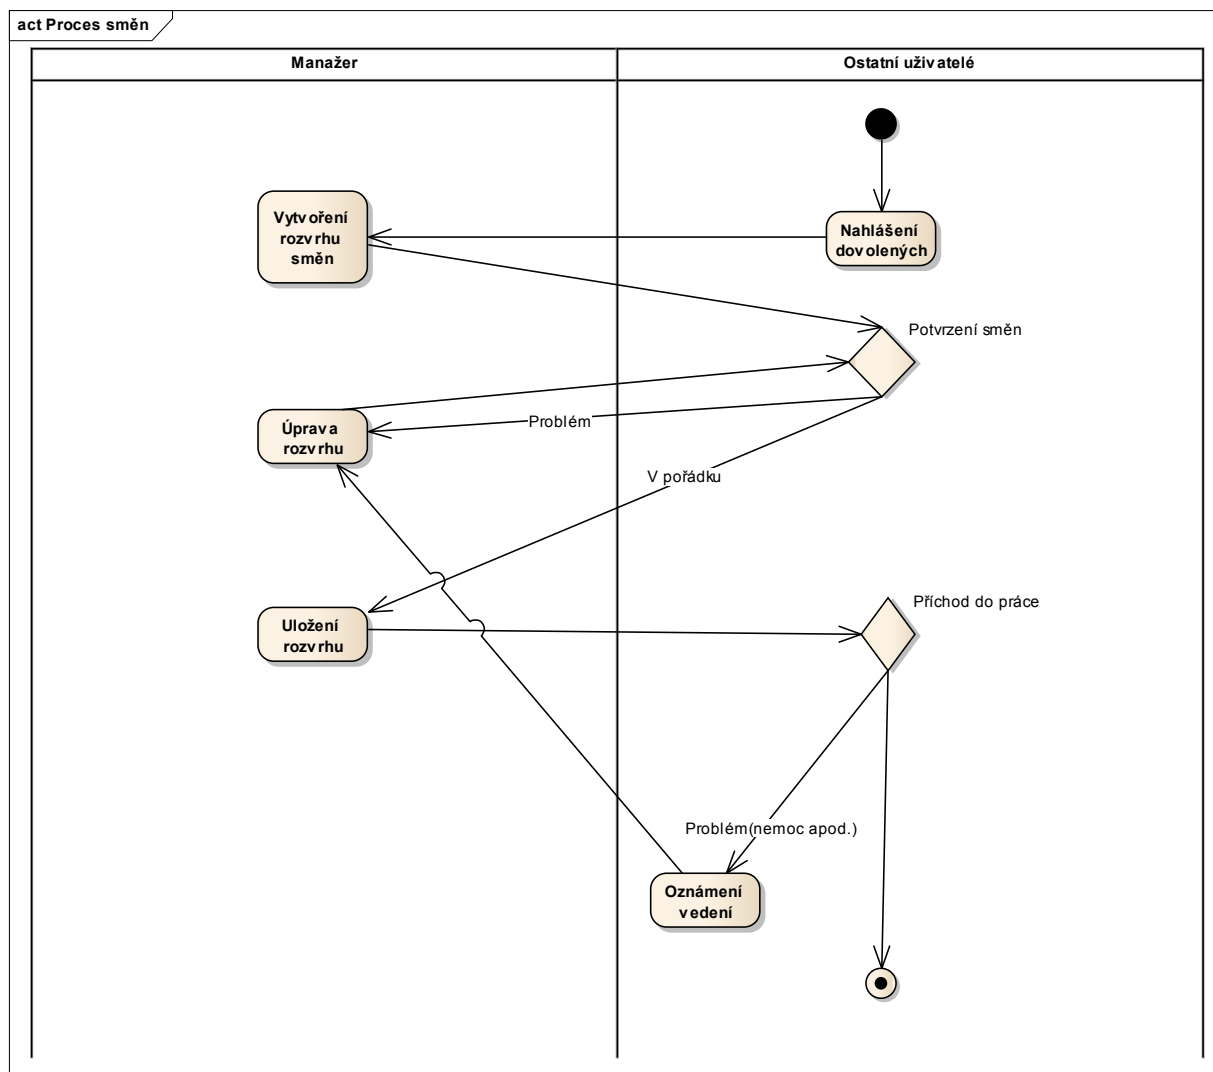 act Proces směn
Manažer
Ostatní uživatelé
Vytvoření
rozvrhu
směn
Nahlášení
dovolených
Potvrzení směn
Úprava
rozvrhu
Problém
V pořádku
Uložení
rozvrhu
Příchod do práce
Problém(nemoc apod.)
Oznámení
vedení